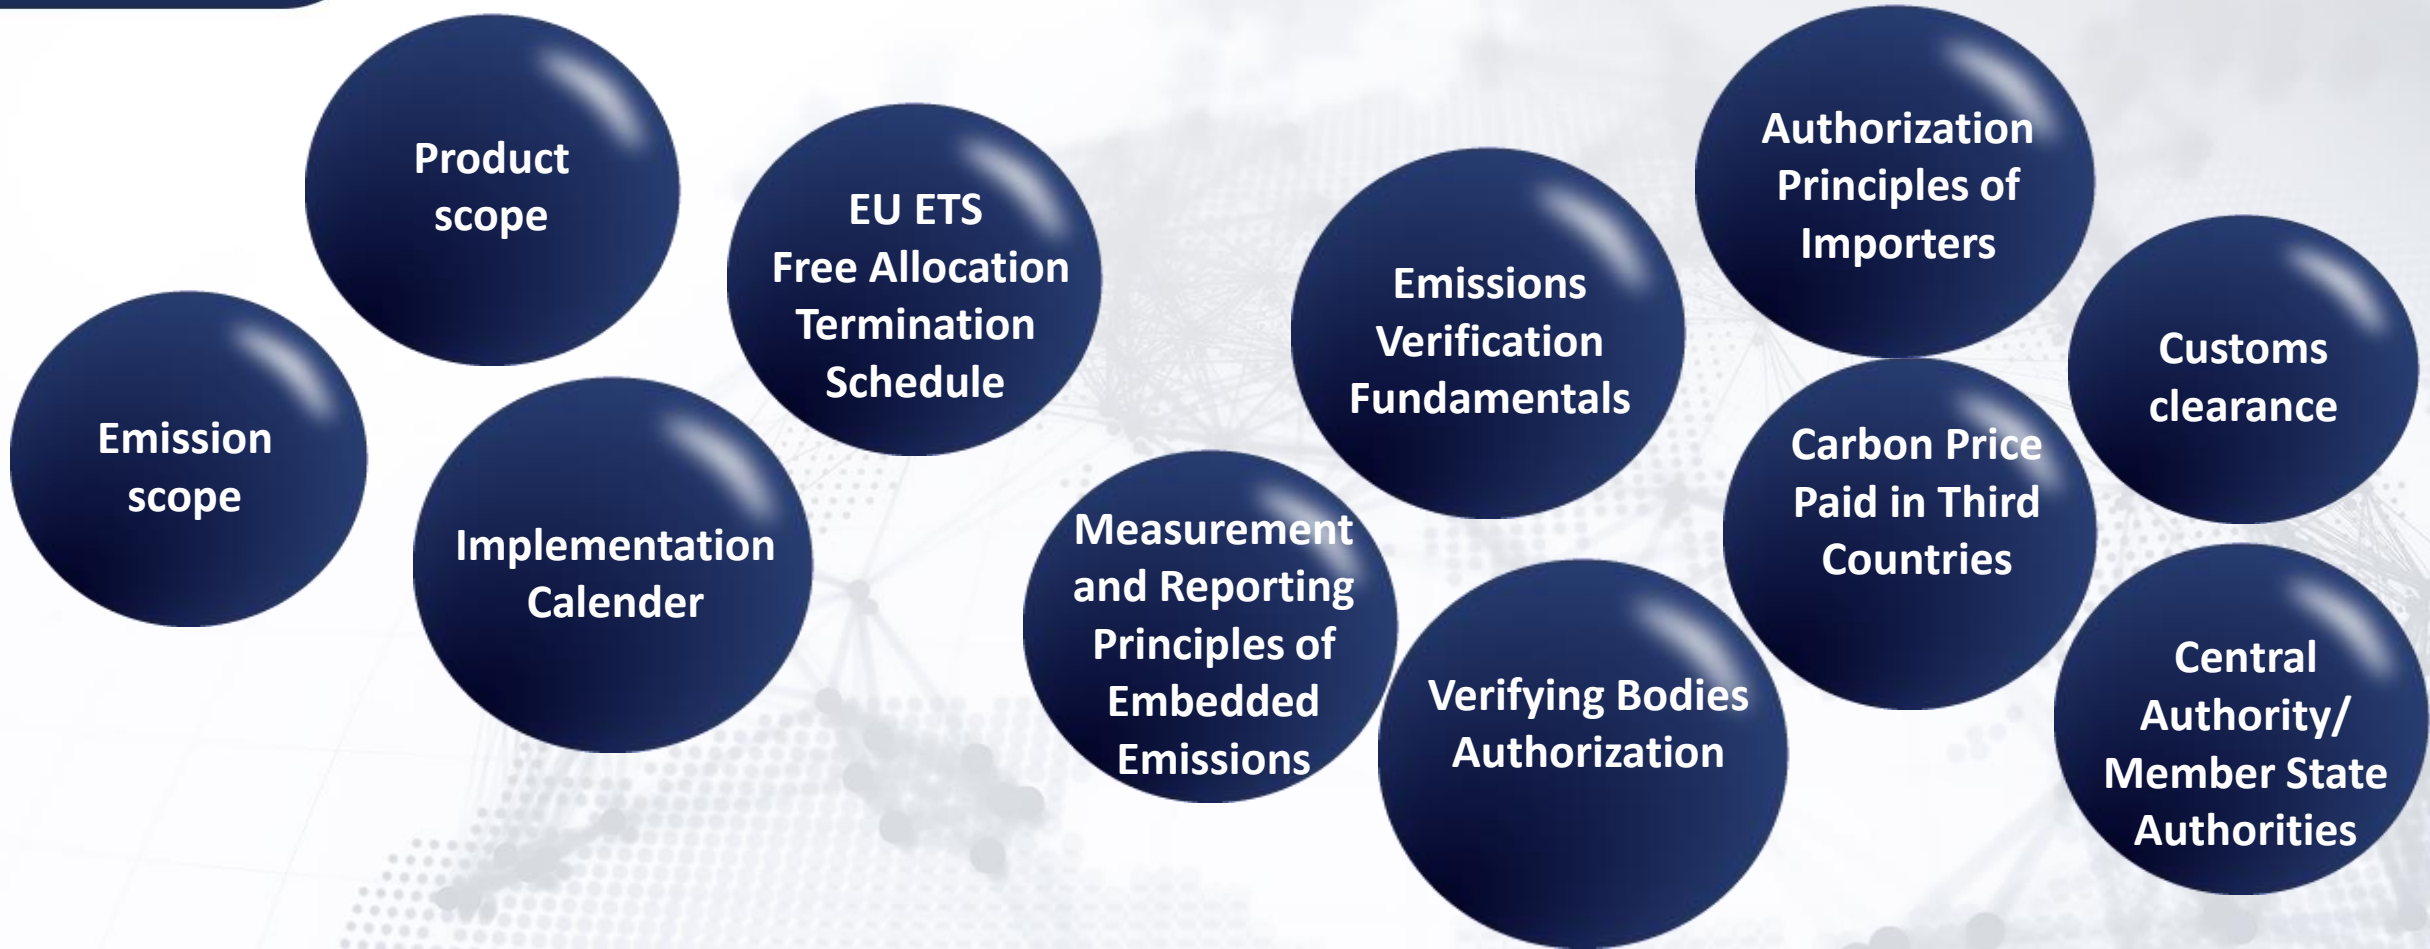 Product
scope
Emission
scope
EU ETS
Free Allocation
Termination
Schedule
Implementation
Calender
Emissions
Verification
Fundamentals
Measurement
and Reporting
Principles of
Embedded
Emissions
Verifying Bodies
Authorization
Authorization
Principles of
Importers
Carbon Price
Paid in Third
Countries
Customs
clearance
Central
Authority/
Member State
Authorities